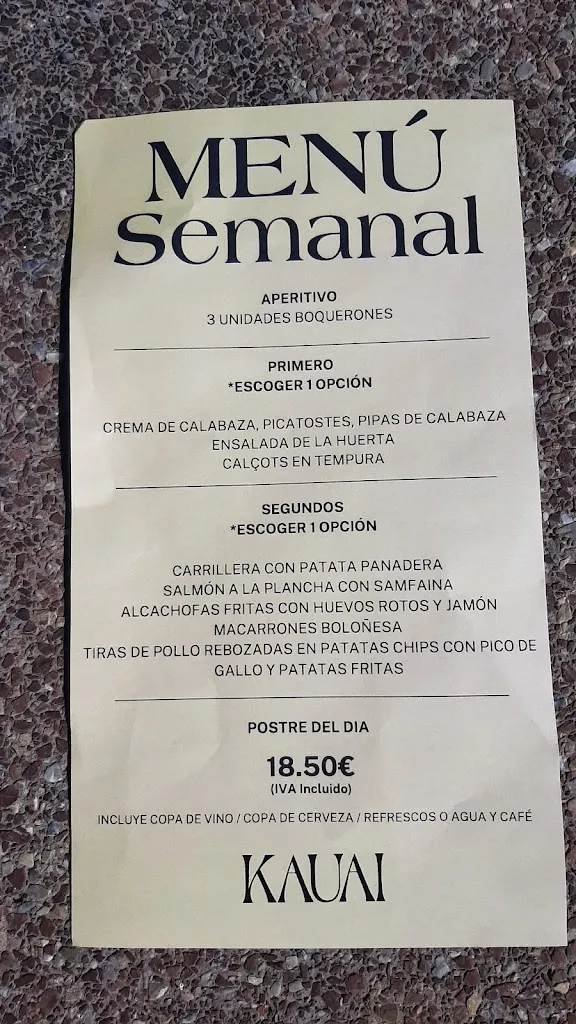 MENÚ
Semanal
APERITIVO
3 UNIDADES BOQUERONES
PRIMERO
*ESCOGER 1 OPCIÓN
CREMA DE CALABAZA, PICATOSTES, PIPAS DE CALABAZA
ENSALADA DE LA HUERTA
CALÇOTS EN TEMPURA
SEGUNDOS
*ESCOGER 1 OPCIÓN
CARRILLERA CON PATATA PANADERA
SALMÓN A LA PLANCHA CON SAMFAINA
ALCACHOFAS FRITAS CON HUEVOS ROTOS Y JAMÓN
MACARRONES BOLOÑESA
TIRAS DE POLLO REBOZADAS EN PATATAS CHIPS CON PICO DE
GALLO Y PATATAS FRITAS
POSTRE DEL DIA
18.50€
(IVA Incluido)
INCLUYE COPA DE VINO / COPA DE CERVEZA / REFRESCOS O AGUA Y CAFÉ
KAUAI